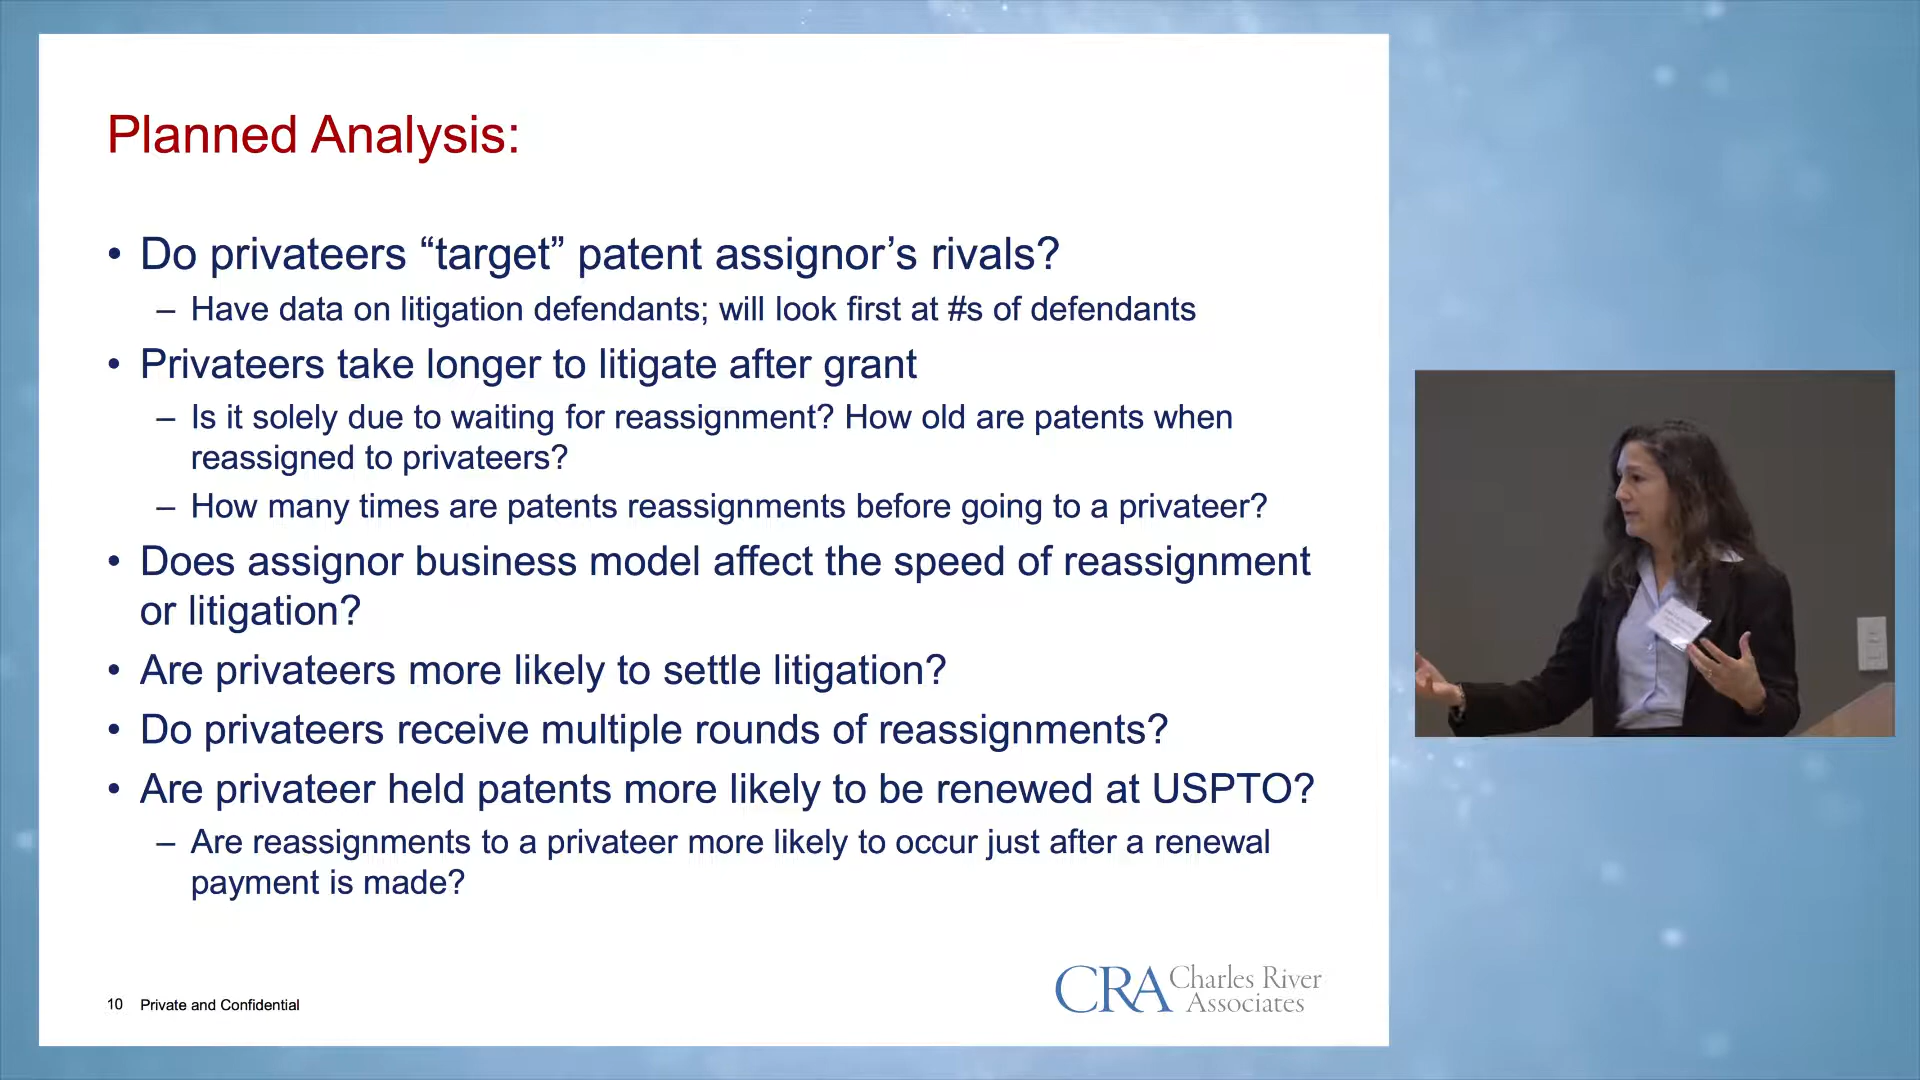 Planned Analysis:
• Do privateers “target” patent assignor’s rivals?
– Have data on litigation defendants; will look first at #s of defendants
• Privateers take longer to litigate after grant
– Is it solely due to waiting for reassignment? How old are patents when
reassigned to privateers?
– How many times are patents reassignments before going to a privateer?
• Does assignor business model affect the speed of reassignment
or litigation?
• Are privateers more likely to settle litigation?
• Do privateers receive multiple rounds of reassignments?
• Are privateer held patents more likely to be renewed at USPTO?
– Are reassignments to a privateer more likely to occur just after a renewal
payment is made?
10 Private and Confidential
CRA Charles River
Associates